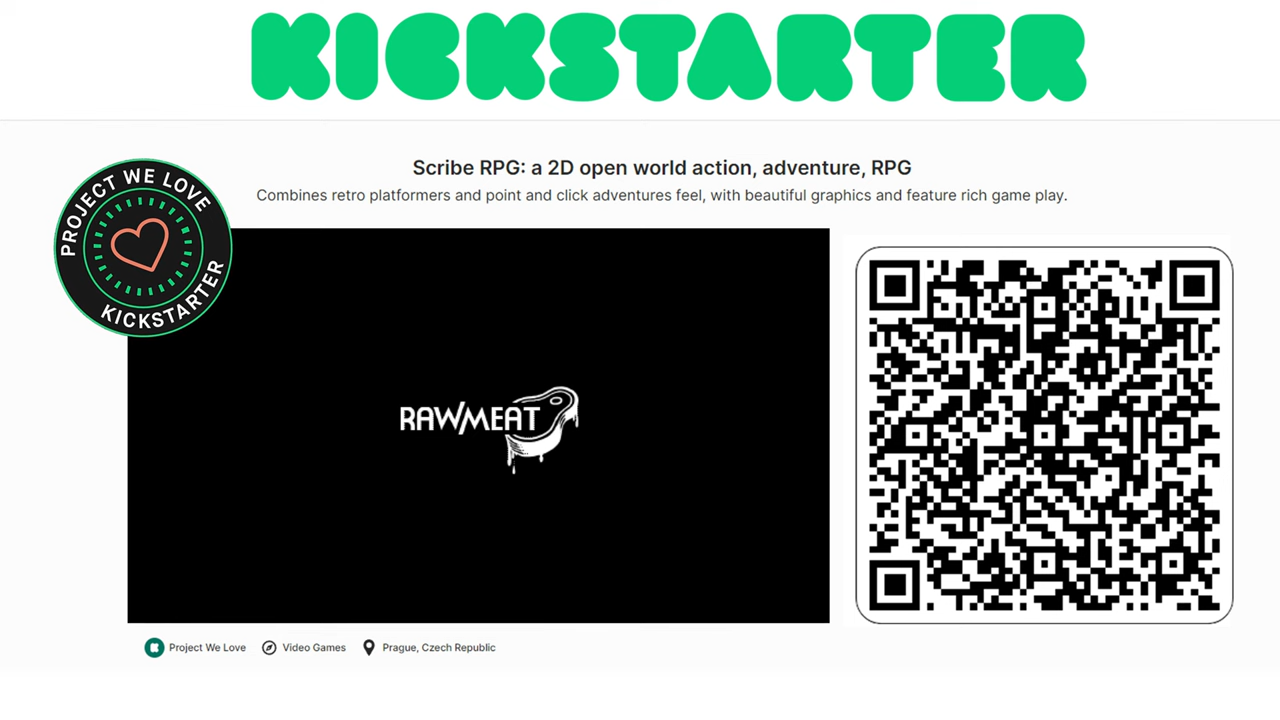 KICKSTARTER
Scribe RPG: a 2D open world action, adventure, RPG
Combines retro platformers and point and click adventures feel, with beautiful graphics and feature rich game play.
PROJECT WE LOVE
KICKSTARTER
RAW/MEAT
Project We Love
Video Games
Prague, Czech Republic